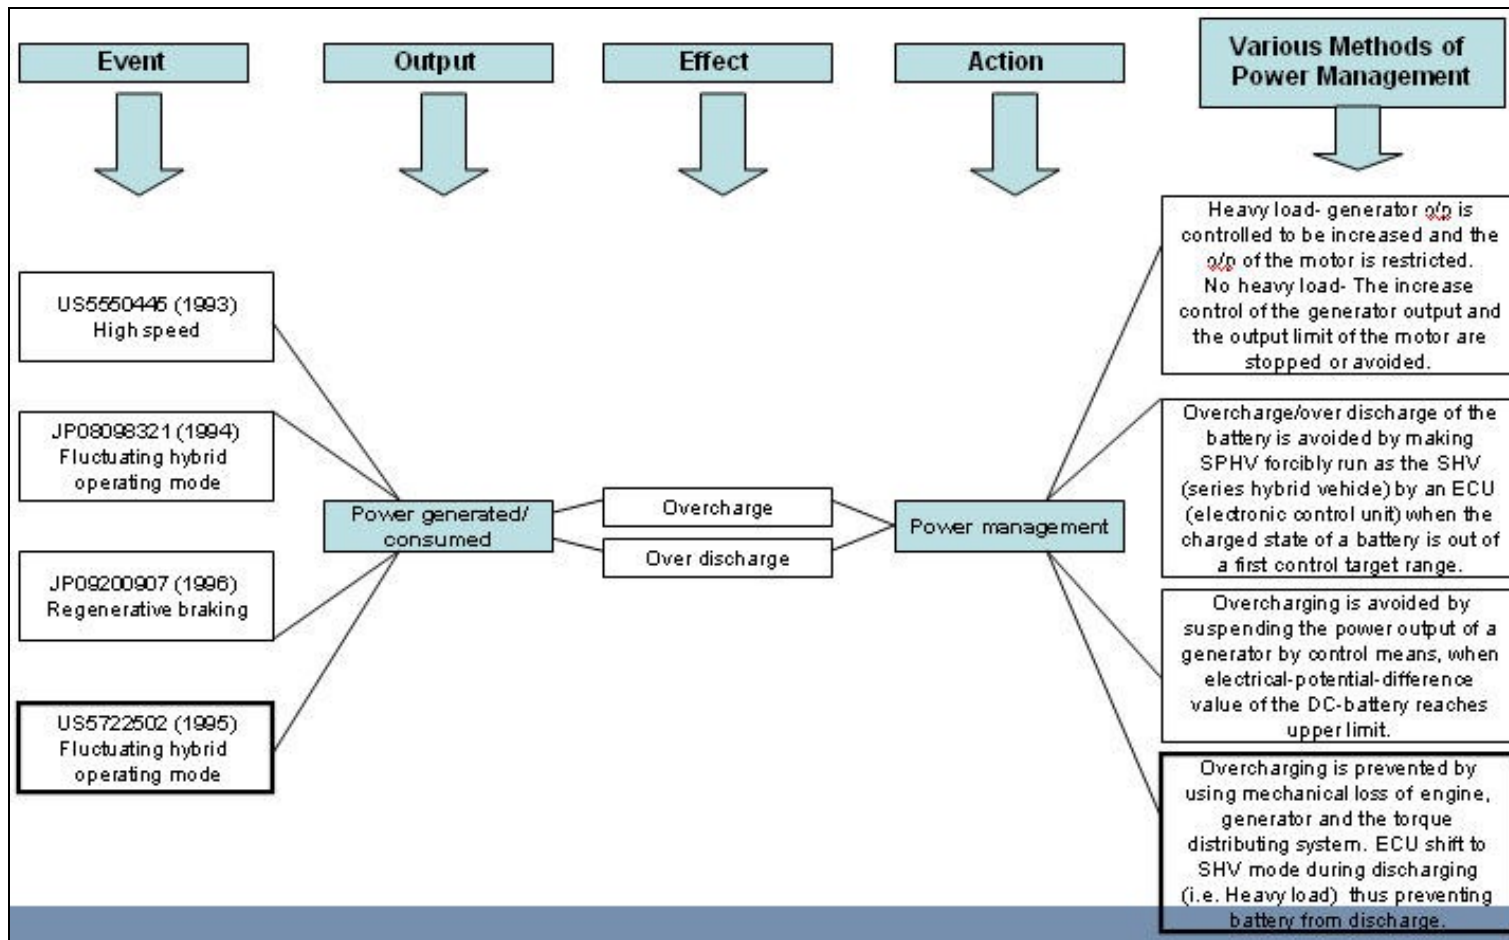 Event
Output
Effect
Action
Various Methods of
Power Management
US5550445 (1993)
High speed
JP08098321 (1994)
Fluctuating hybrid
operating mode
JP09200907 (1996)
Regenerative braking
US5722502 (1995)
Fluctuating hybrid
operating mode
Power generated/
consumed
Overcharge
Over discharge
Power management
Heavy load- generator o/p is
controlled to be increased and the
o/p of the motor is restricted.
No heavy load- The increase
control of the generator output and
the output limit of the motor are
stopped or avoided.
Overcharge/over discharge of the
battery is avoided by making
SPHV forcibly run as the SHV
(series hybrid vehicle) by an ECU
(electronic control unit) when the
charged state of a battery is out of
a first control target range.
Overcharging is avoided by
suspending the power output of a
generator by control means, when
electrical-potential-difference
value of the DC-battery reaches
upper limit.
Overcharging is prevented by
using mechanical loss of engine,
generator and the torque
distributing system. ECU shift to
SHV mode during discharging
(i.e. Heavy load) thus preventing
battery from discharge.